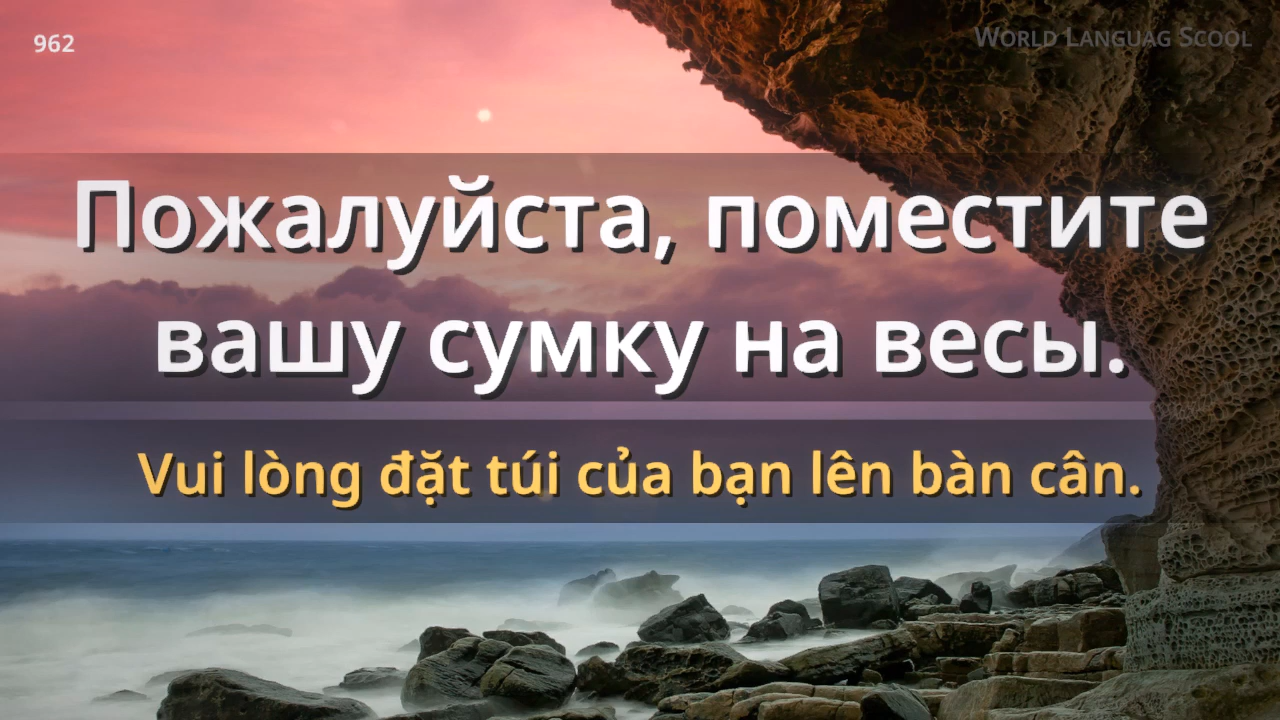 962
World Languag Scool
Пожалуйста, поместите
вашу сумку на весы.
Vui lòng đặt túi của bạn lên bàn cân.